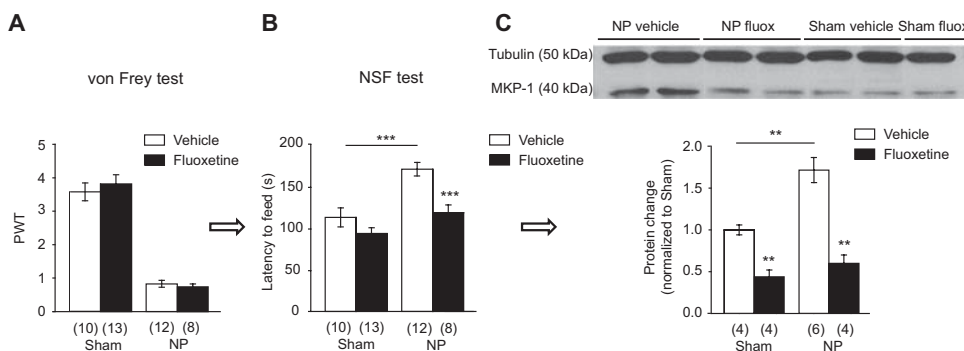 A
B
C
NP vehicle NP fluox Sham vehicle Sham fluox
Tubulin (50 kDa)
MKP-1 (40 kDa)
von Frey test
NSF test
Vehicle
Fluoxetine
PWT
5
4
3
2
1
0
(10) (13) (12) (8)
Sham NP
Vehicle
Fluoxetine
Latency to feed (s)
200
150
100
50
0
***
***
(10) (13) (12) (8)
Sham NP
Vehicle
Fluoxetine
Protein change
(normalized to Sham)
2.0
1.5
1.0
0.5
0.0
**
**
**
(4) (4) (6) (4)
Sham NP